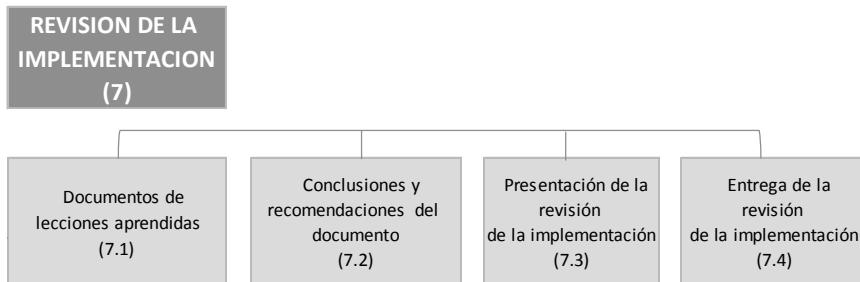 REVISION DE LA
IMPLEMENTACION
(7)
Documentos de
lecciones aprendidas
(7.1)
Conclusiones y
recomendaciones del
documento
(7.2)
Presentación de la
revisión
de la implementación
(7.3)
Entrega de la
revisión
de la implementación
(7.4)